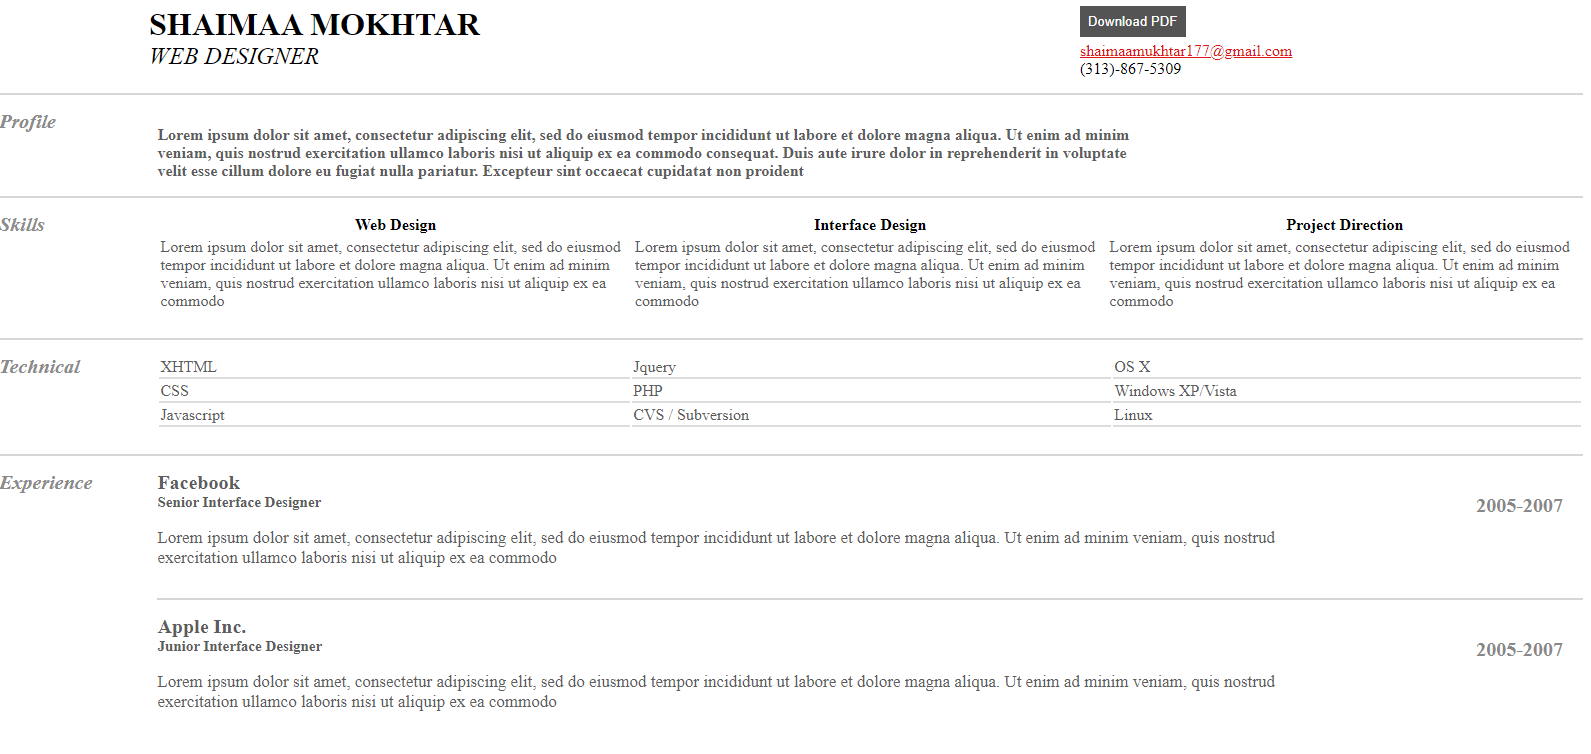 SHAIMAA MOKHTAR
WEB DESIGNER
Download PDF
shaimaamukhtar177@gmail.com
(313)-867-5309
Profile
Lorem ipsum dolor sit amet, consectetur adipiscing elit, sed do eiusmod tempor incididunt ut labore et dolore magna aliqua. Ut enim ad minim
veniam, quis nostrud exercitation ullamco laboris nisi ut aliquip ex ea commodo consequat. Duis aute irure dolor in reprehenderit in voluptate
velit esse cillum dolore eu fugiat nulla pariatur. Excepteur sint occaecat cupidatat non proident
Skills
Web Design
Lorem ipsum dolor sit amet, consectetur adipiscing elit, sed do eiusmod
tempor incididunt ut labore et dolore magna aliqua. Ut enim ad minim
veniam, quis nostrud exercitation ullamco laboris nisi ut aliquip ex ea
commodo
Interface Design
Lorem ipsum dolor sit amet, consectetur adipiscing elit, sed do eiusmod
tempor incididunt ut labore et dolore magna aliqua. Ut enim ad minim
veniam, quis nostrud exercitation ullamco laboris nisi ut aliquip ex ea
commodo
Project Direction
Lorem ipsum dolor sit amet, consectetur adipiscing elit, sed do eiusmod
tempor incididunt ut labore et dolore magna aliqua. Ut enim ad minim
veniam, quis nostrud exercitation ullamco laboris nisi ut aliquip ex ea
commodo
Technical
XHTML Jquery OS X
CSS PHP Windows XP/Vista
Javascript CVS / Subversion Linux
Experience
Facebook
Senior Interface Designer
2005-2007
Lorem ipsum dolor sit amet, consectetur adipiscing elit, sed do eiusmod tempor incididunt ut labore et dolore magna aliqua. Ut enim ad minim veniam, quis nostrud
exercitation ullamco laboris nisi ut aliquip ex ea commodo
Apple Inc.
Junior Interface Designer
2005-2007
Lorem ipsum dolor sit amet, consectetur adipiscing elit, sed do eiusmod tempor incididunt ut labore et dolore magna aliqua. Ut enim ad minim veniam, quis nostrud
exercitation ullamco laboris nisi ut aliquip ex ea commodo